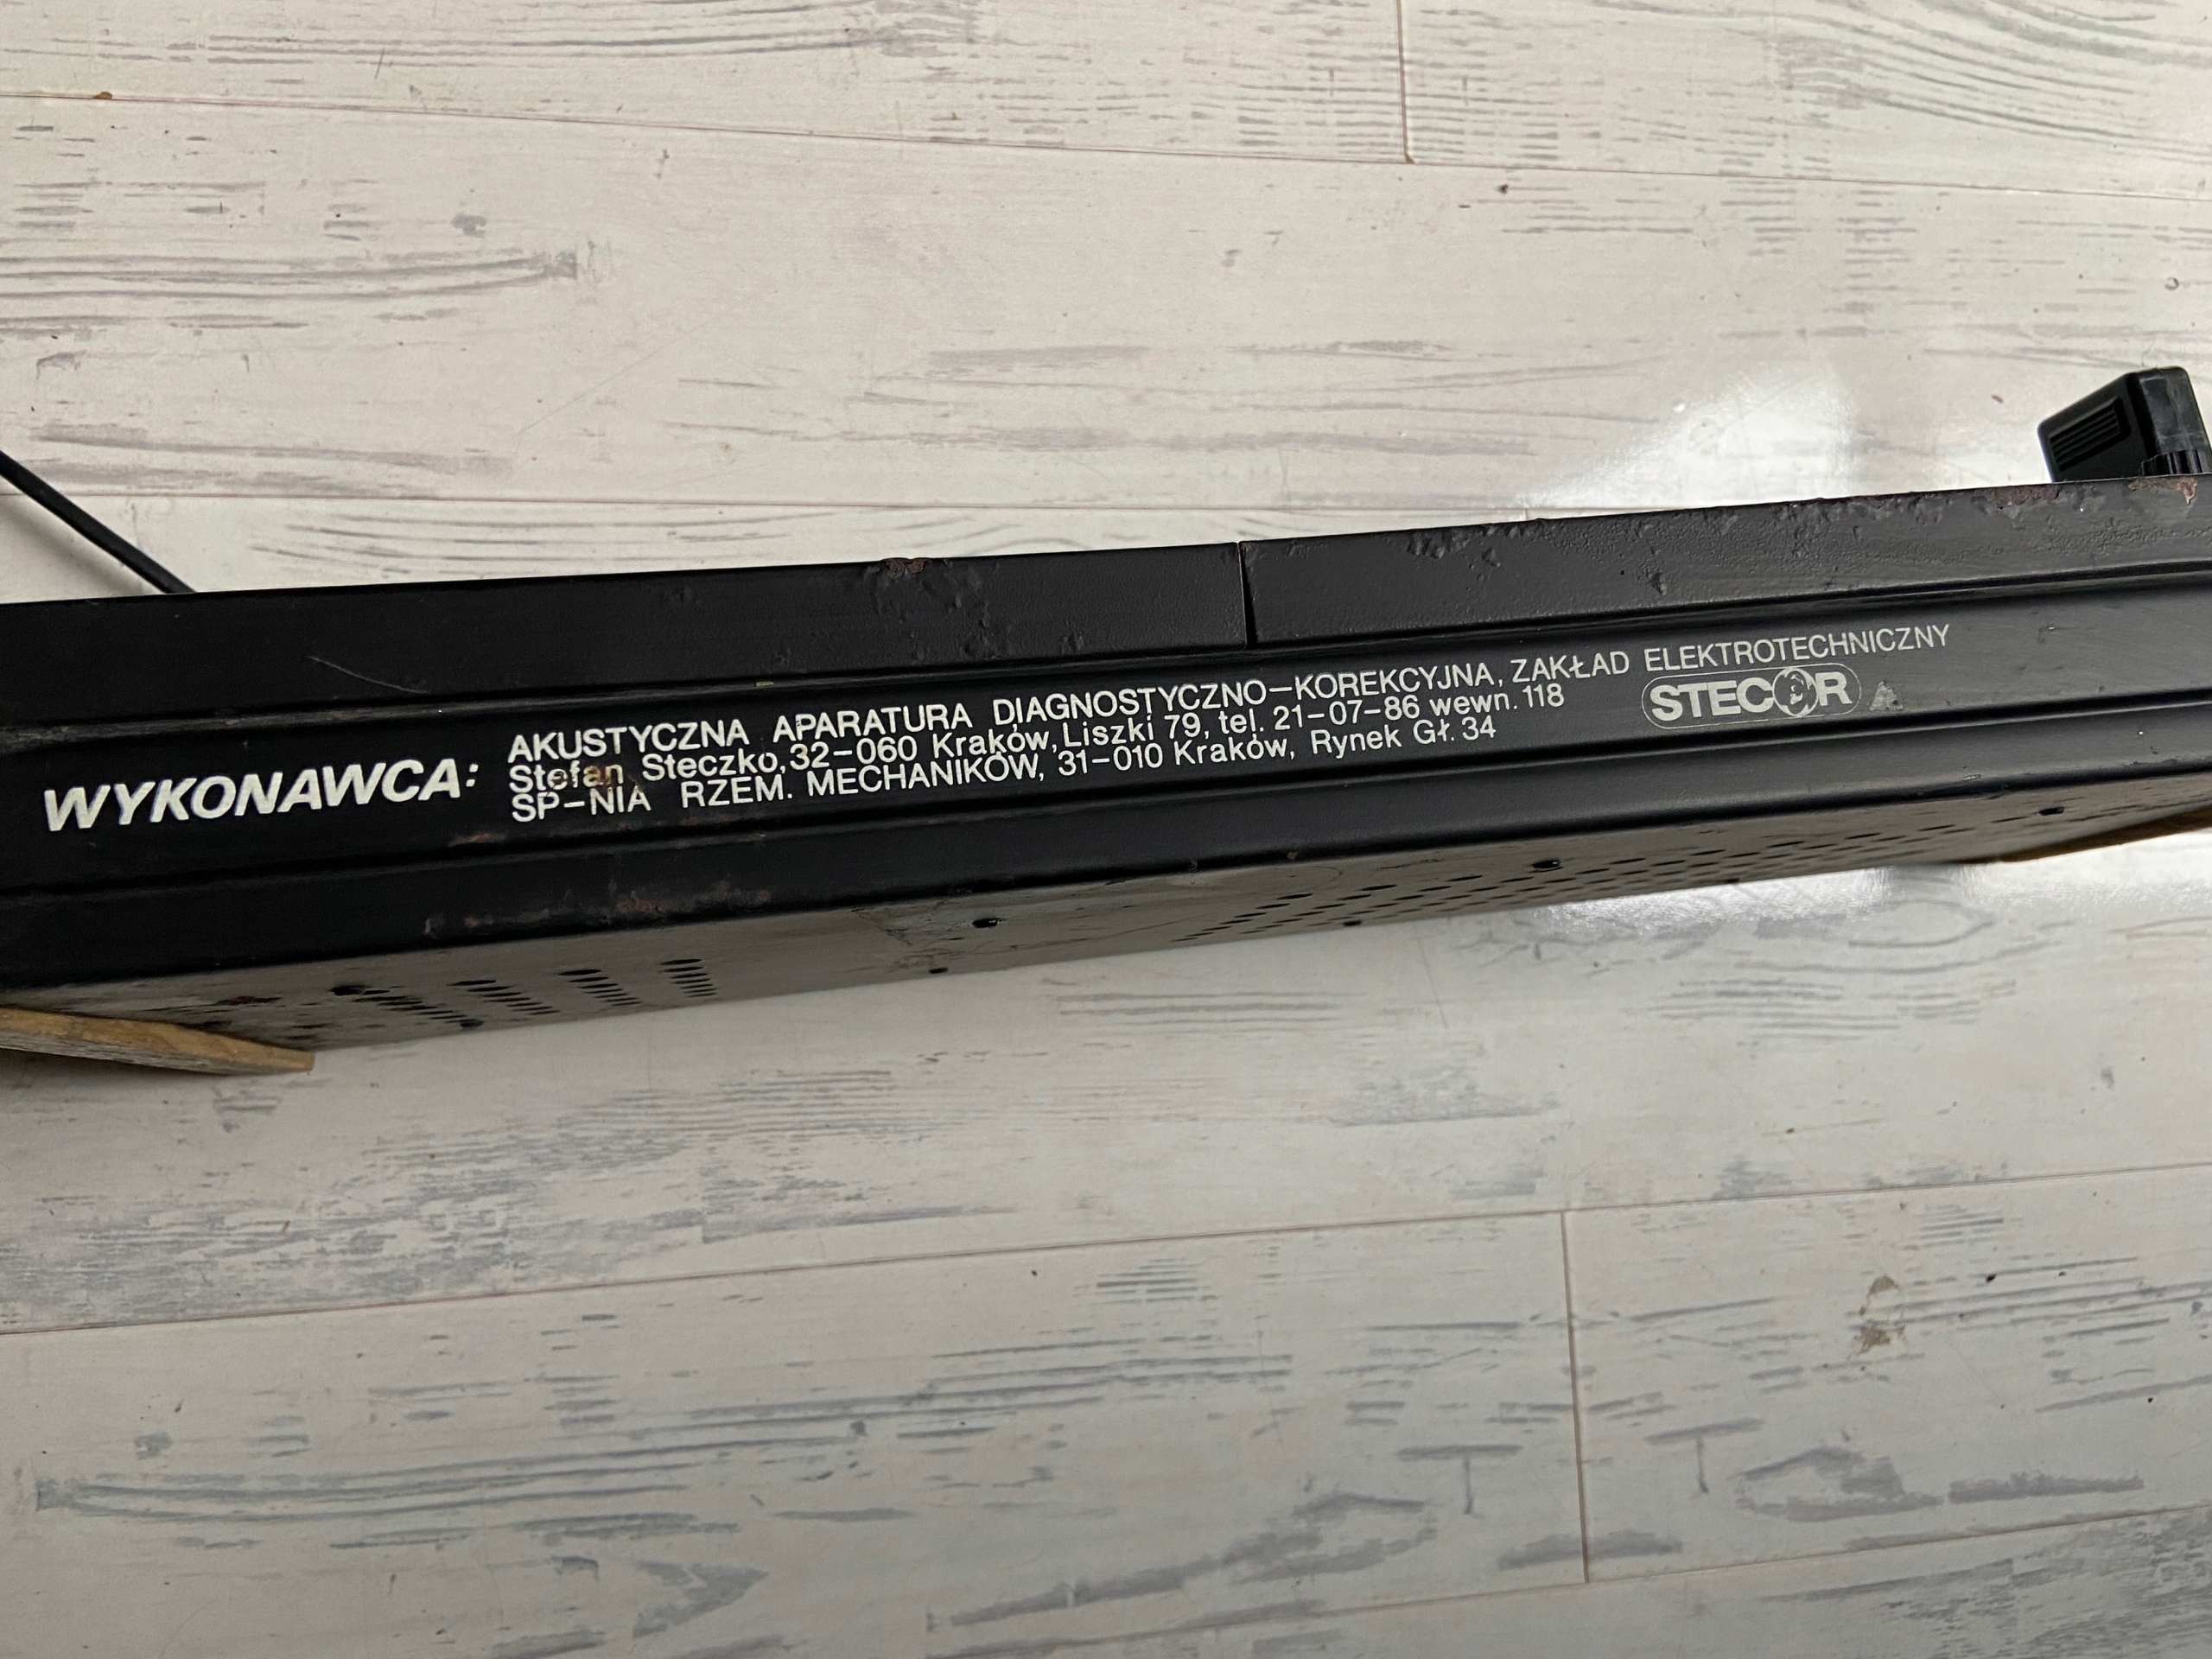 WYKONAWCA:
AKUSTYCZNA APARATURA DIAGNOSTYCZNO-KOREKCYJNA, ZAKŁAD ELEKTROTECHNICZNY
Stefan Steczko, 32-060 Kraków, Liszki 79, tel. 21-07-86 wewn. 118
SP-NIA RZEM. MECHANIKÓW, 31-010 Kraków, Rynek Gł. 34
STECOR